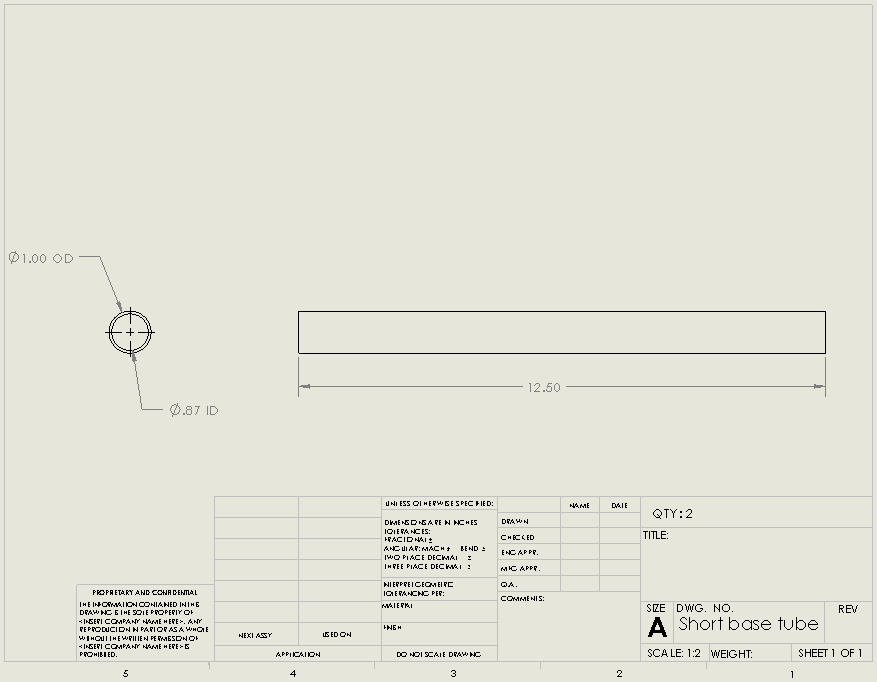 ⌀1.00 OD
⌀.87 ID
12.50
UNLESS OTHERWISE SPECIFIED:
DIMENSIONS ARE IN INCHES
TOLERANCES:
FRACTIONAL ±
ANGULAR: MACH ± BEND ±
TWO PLACE DECIMAL ±
THREE PLACE DECIMAL ±
INTERPRET GEOMETRIC
TOLERANCING PER:
MATERIAL
FINISH
DO NOT SCALE DRAWING
NAME DATE
DRAWN
CHECKED
ENG APPR.
MFG APPR.
Q.A.
COMMENTS:
QTY: 2
TITLE:
SIZE DWG. NO. REV
A Short base tube
SCALE: 1:2 WEIGHT: SHEET 1 OF 1
PROPRIETARY AND CONFIDENTIAL
THE INFORMATION CONTAINED IN THIS
DRAWING IS THE SOLE PROPERTY OF
<INSERT COMPANY NAME HERE>. ANY
REPRODUCTION IN PART OR AS A WHOLE
WITHOUT THE WRITTEN PERMISSION OF
<INSERT COMPANY NAME HERE> IS
PROHIBITED.
NEXT ASSY USED ON
APPLICATION
5 4 3 2 1